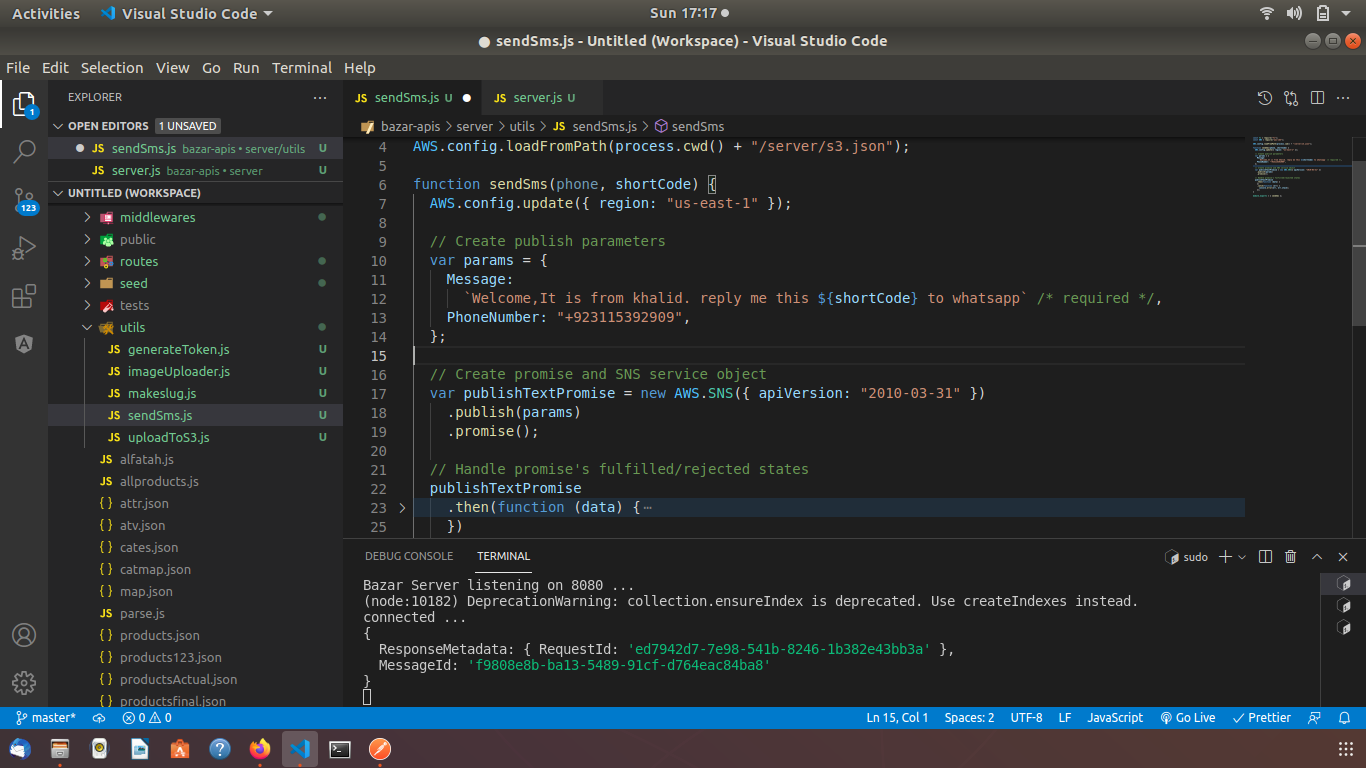 Activities Visual Studio Code Sun 17:17
sendSms.js - Untitled (Workspace) - Visual Studio Code
File Edit Selection View Go Run Terminal Help
EXPLORER
OPEN EDITORS 1 UNSAVED
JS sendSms.js bazar-apis • server/utils U
JS server.js bazar-apis • server U
UNTITLED (WORKSPACE)
middlewares
public
routes
seed
tests
utils
JS generateToken.js U
JS imageUploader.js U
JS makeslug.js U
JS sendSms.js U
JS uploadToS3.js U
JS alfatah.js
JS allproducts.js
{ } attr.json
{ } atv.json
{ } cates.json
{ } catmap.json
{ } map.json
JS parse.js
{ } products.json
{ } products123.json
{ } productsActual.json
{ } productsfinal.json
1
123
JS sendSms.js U JS server.js U
bazar-apis > server > utils > JS sendSms.js > sendSms
4 AWS.config.loadFromPath(process.cwd() + "/server/s3.json");
5
6 function sendSms(phone, shortCode) {
7 AWS.config.update({ region: "us-east-1" });
8
9 // Create publish parameters
10 var params = {
11 Message:
12 `Welcome,It is from khalid. reply me this ${shortCode} to whatsapp` /* required */,
13 PhoneNumber: "+923115392909",
14 };
15
16 // Create promise and SNS service object
17 var publishTextPromise = new AWS.SNS({ apiVersion: "2010-03-31" })
18 .publish(params)
19 .promise();
20
21 // Handle promise's fulfilled/rejected states
22 publishTextPromise
23 .then(function (data) {⋯
25 })
DEBUG CONSOLE TERMINAL sudo
Bazar Server listening on 8080 ...
(node:10182) DeprecationWarning: collection.ensureIndex is deprecated. Use createIndexes instead.
connected ...
{
ResponseMetadata: { RequestId: 'ed7942d7-7e98-541b-8246-1b382e43bb3a' },
MessageId: 'f9808e8b-ba13-5489-91cf-d764eac84ba8'
}
master* 0 0 Ln 15, Col 1 Spaces: 2 UTF-8 LF JavaScript Go Live Prettier